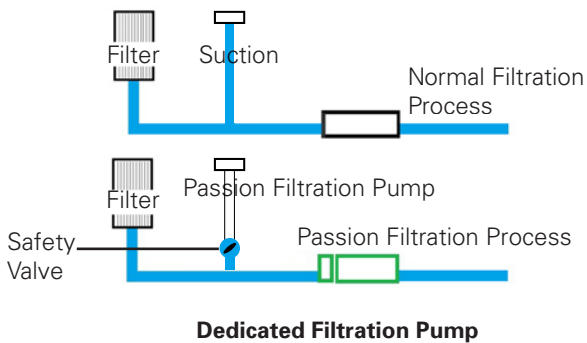 Filter
Suction
Normal Filtration
Process
Filter
Passion Filtration Pump
Safety
Valve
Passion Filtration Process
Dedicated Filtration Pump